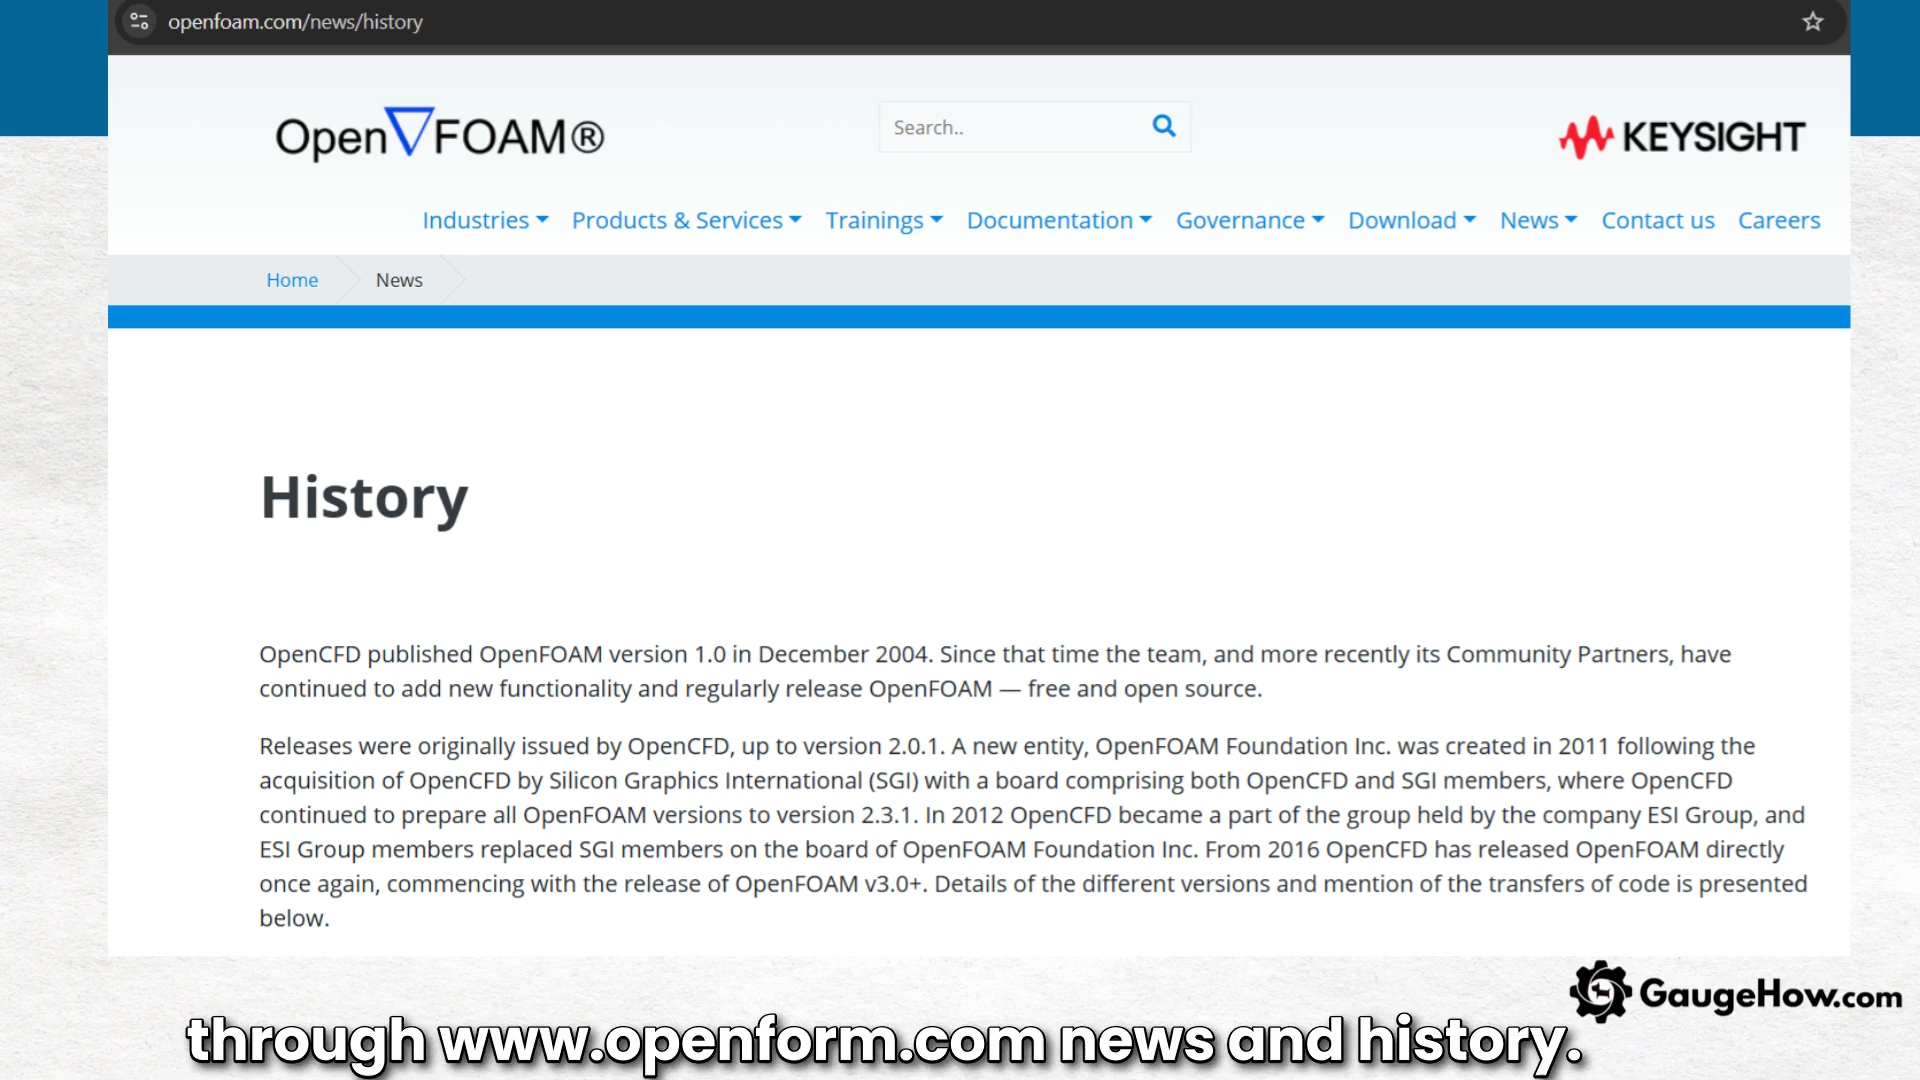 openfoam.com/news/history
Open∇FOAM®
Search..
KEYSIGHT
Industries Products & Services Trainings Documentation Governance Download News Contact us Careers
Home News
History
OpenCFD published OpenFOAM version 1.0 in December 2004. Since that time the team, and more recently its Community Partners, have
continued to add new functionality and regularly release OpenFOAM — free and open source.
Releases were originally issued by OpenCFD, up to version 2.0.1. A new entity, OpenFOAM Foundation Inc. was created in 2011 following the
acquisition of OpenCFD by Silicon Graphics International (SGI) with a board comprising both OpenCFD and SGI members, where OpenCFD
continued to prepare all OpenFOAM versions to version 2.3.1. In 2012 OpenCFD became a part of the group held by the company ESI Group, and
ESI Group members replaced SGI members on the board of OpenFOAM Foundation Inc. From 2016 OpenCFD has released OpenFOAM directly
once again, commencing with the release of OpenFOAM v3.0+. Details of the different versions and mention of the transfers of code is presented
below.
GaugeHow.com
through www.openform.com news and history.